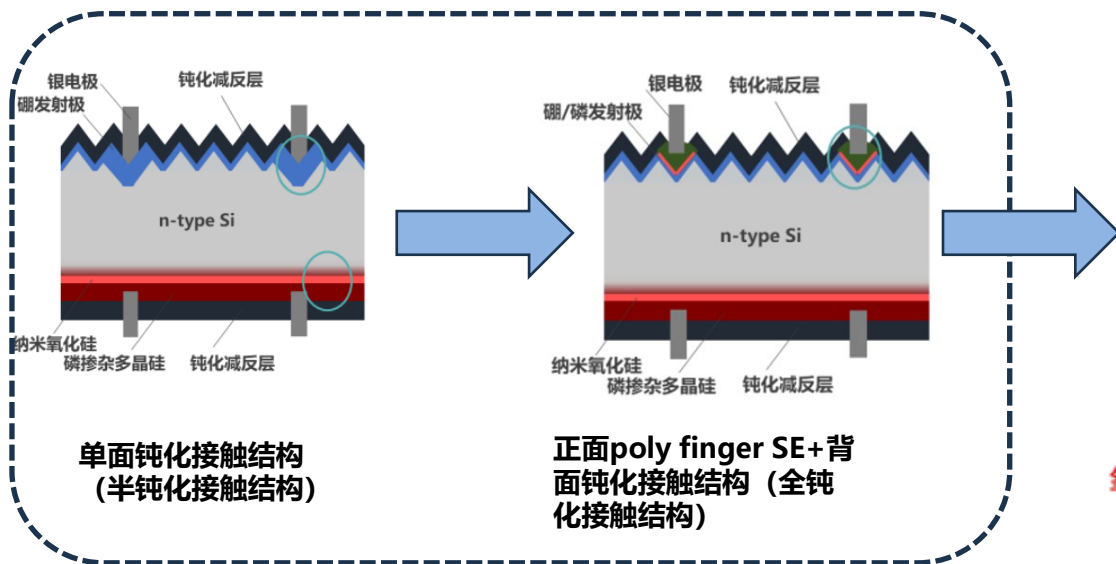 银电极
钝化减反层
硼发射极
n-type Si
纳米氧化硅
磷掺杂多晶硅
钝化减反层
单面钝化接触结构
（半钝化接触结构）
银电极
钝化减反层
硼/磷发射极
n-type Si
纳米氧化硅
磷掺杂多晶硅
钝化减反层
正面poly finger SE+背
面钝化接触结构（全钝
化接触结构）